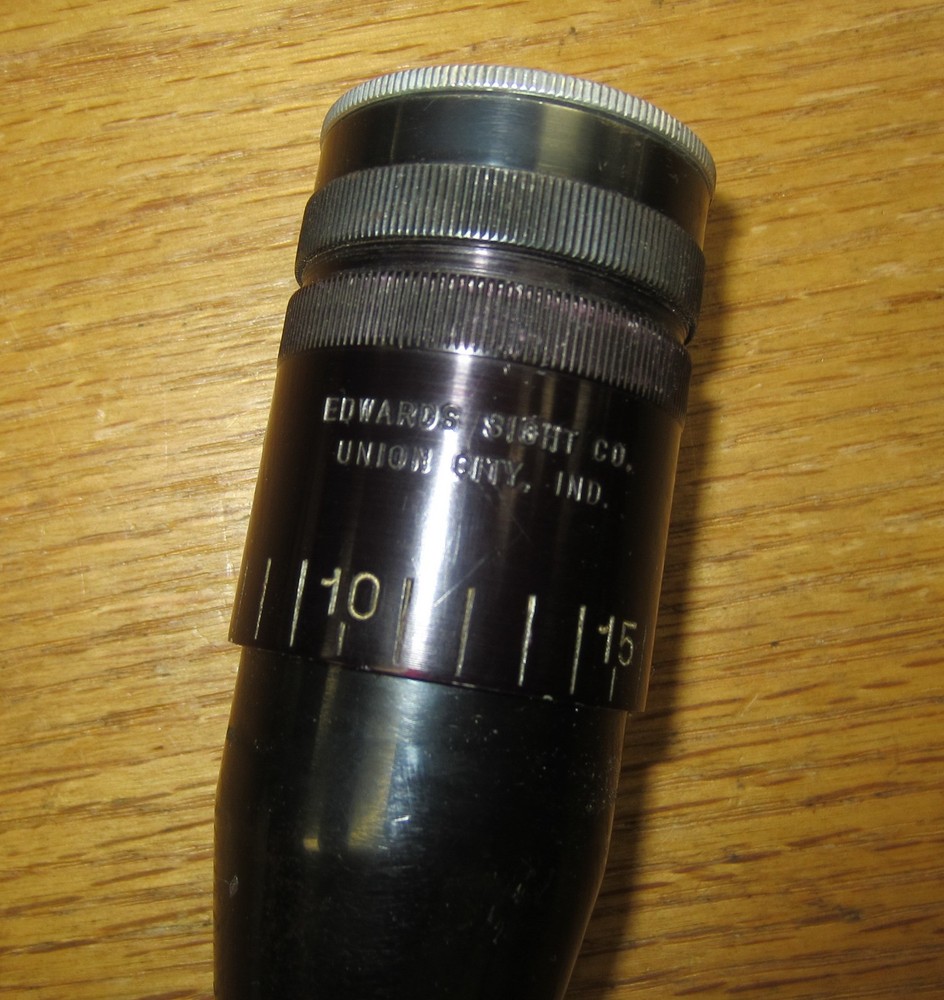 EDWARDS SIGHT CO.
UNION CITY, IND.
10 15